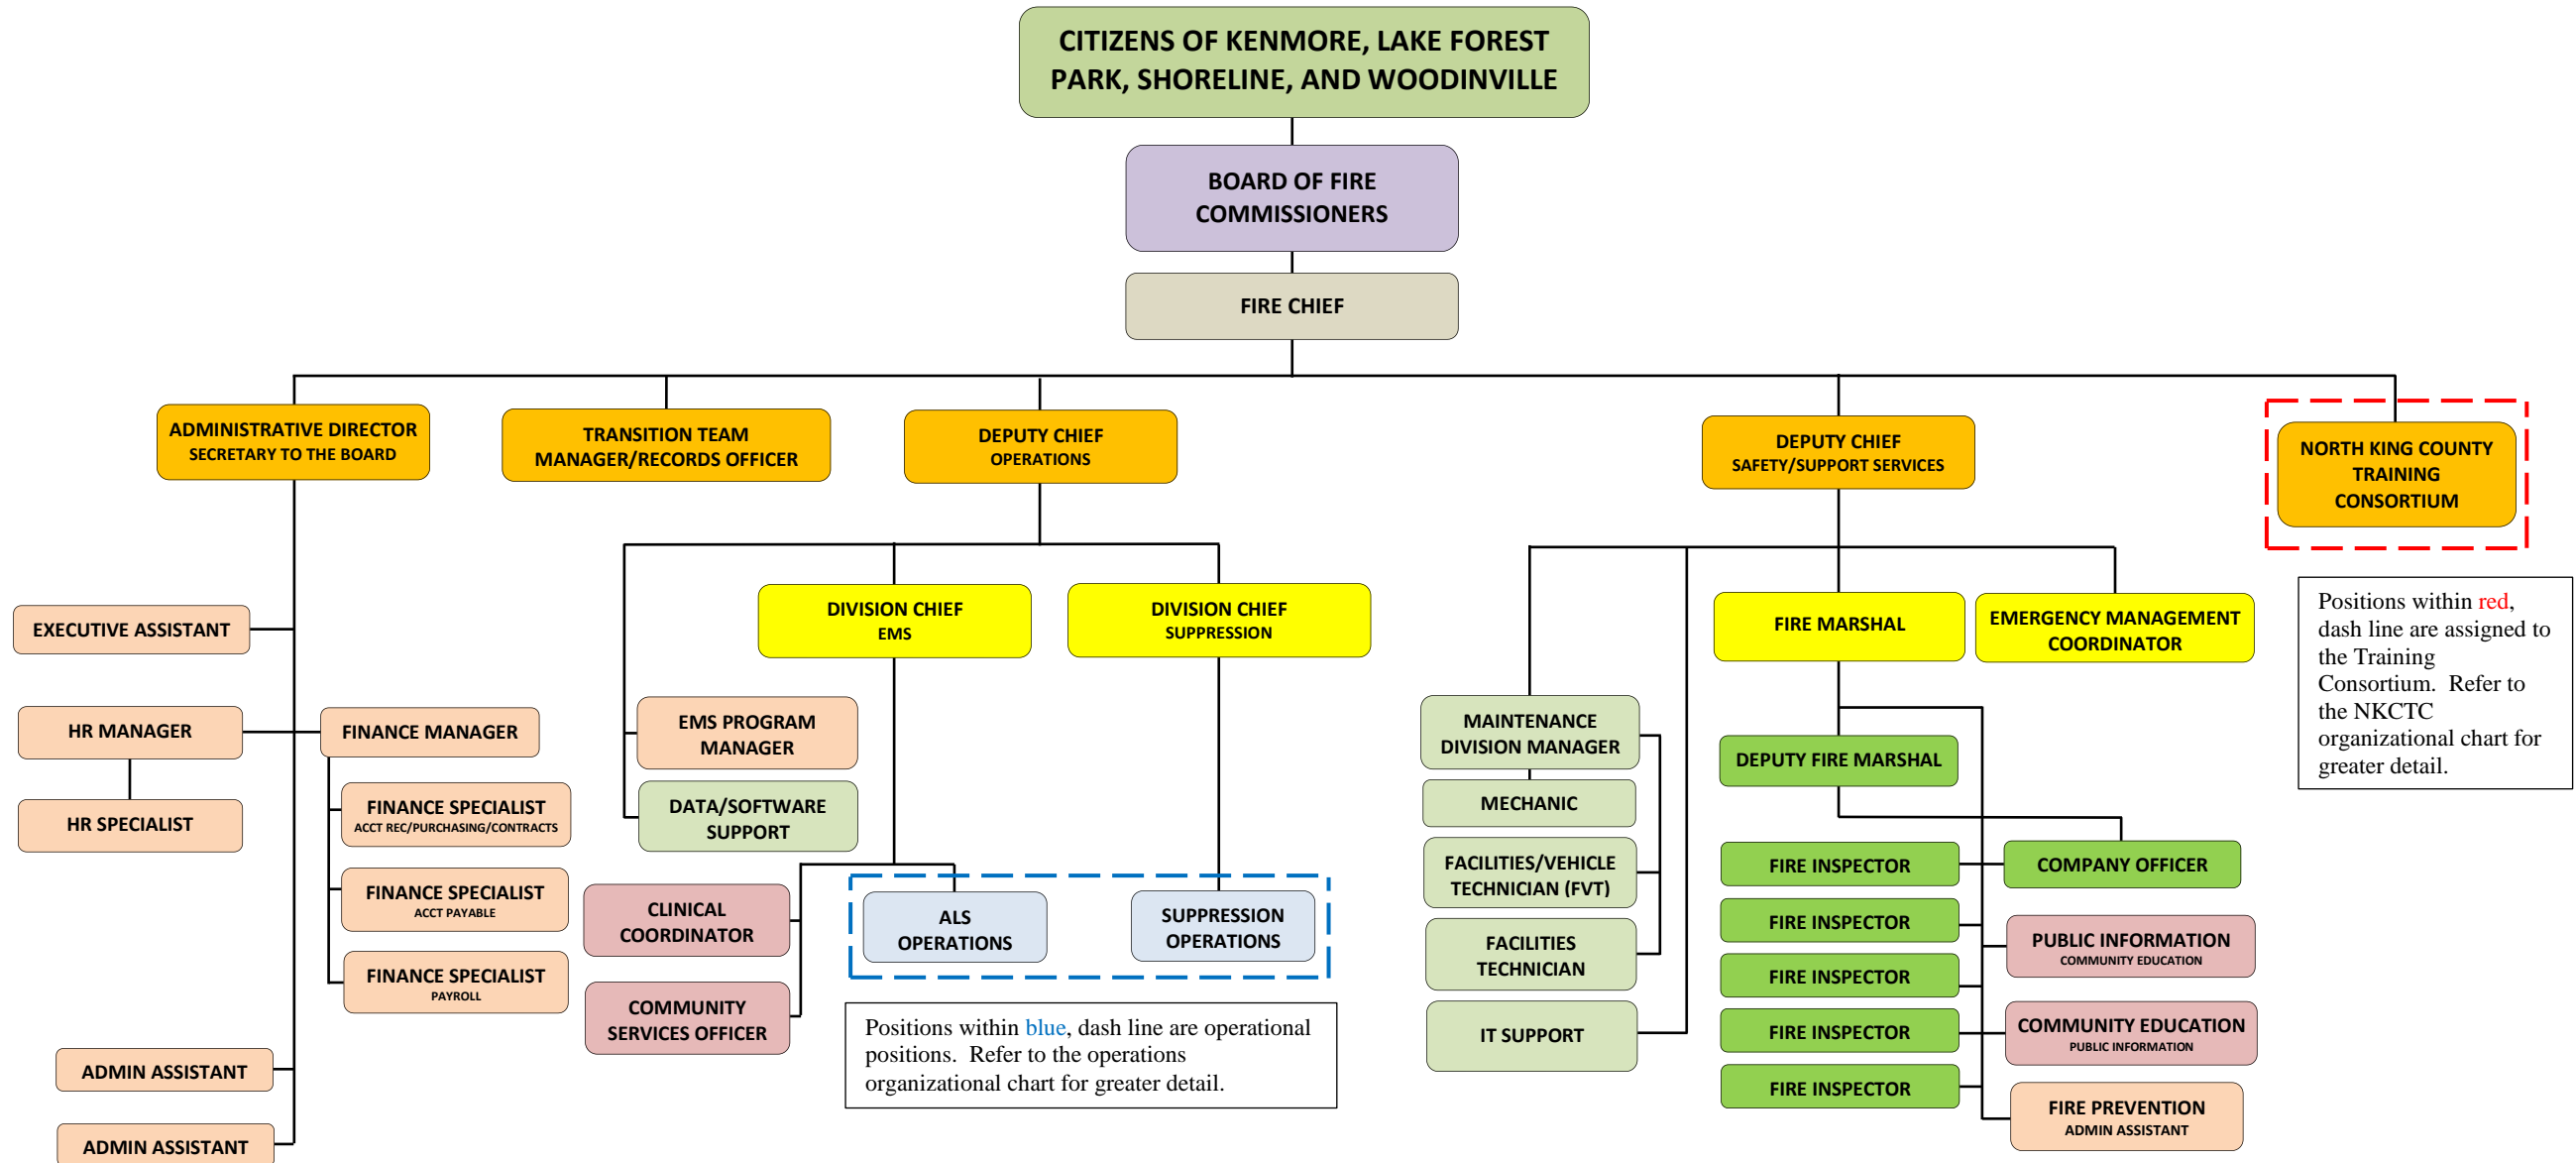 CITIZENS OF KENMORE, LAKE FOREST
PARK, SHORELINE, AND WOODINVILLE
BOARD OF FIRE
COMMISSIONERS
FIRE CHIEF
ADMINISTRATIVE DIRECTOR
SECRETARY TO THE BOARD
TRANSITION TEAM
MANAGER/RECORDS OFFICER
DEPUTY CHIEF
OPERATIONS
DEPUTY CHIEF
SAFETY/SUPPORT SERVICES
NORTH KING COUNTY
TRAINING
CONSORTIUM
Positions within red,
dash line are assigned to
the Training
Consortium. Refer to
the NKCTC
organizational chart for
greater detail.
EXECUTIVE ASSISTANT
HR MANAGER
HR SPECIALIST
FINANCE MANAGER
FINANCE SPECIALIST
ACCT REC/PURCHASING/CONTRACTS
FINANCE SPECIALIST
ACCT PAYABLE
FINANCE SPECIALIST
PAYROLL
ADMIN ASSISTANT
ADMIN ASSISTANT
DIVISION CHIEF
EMS
DIVISION CHIEF
SUPPRESSION
EMS PROGRAM
MANAGER
DATA/SOFTWARE
SUPPORT
CLINICAL
COORDINATOR
COMMUNITY
SERVICES OFFICER
ALS
OPERATIONS
SUPPRESSION
OPERATIONS
Positions within blue, dash line are operational
positions. Refer to the operations
organizational chart for greater detail.
FIRE MARSHAL
EMERGENCY MANAGEMENT
COORDINATOR
MAINTENANCE
DIVISION MANAGER
MECHANIC
FACILITIES/VEHICLE
TECHNICIAN (FVT)
FACILITIES
TECHNICIAN
IT SUPPORT
DEPUTY FIRE MARSHAL
FIRE INSPECTOR
FIRE INSPECTOR
FIRE INSPECTOR
FIRE INSPECTOR
FIRE INSPECTOR
COMPANY OFFICER
PUBLIC INFORMATION
COMMUNITY EDUCATION
COMMUNITY EDUCATION
PUBLIC INFORMATION
FIRE PREVENTION
ADMIN ASSISTANT